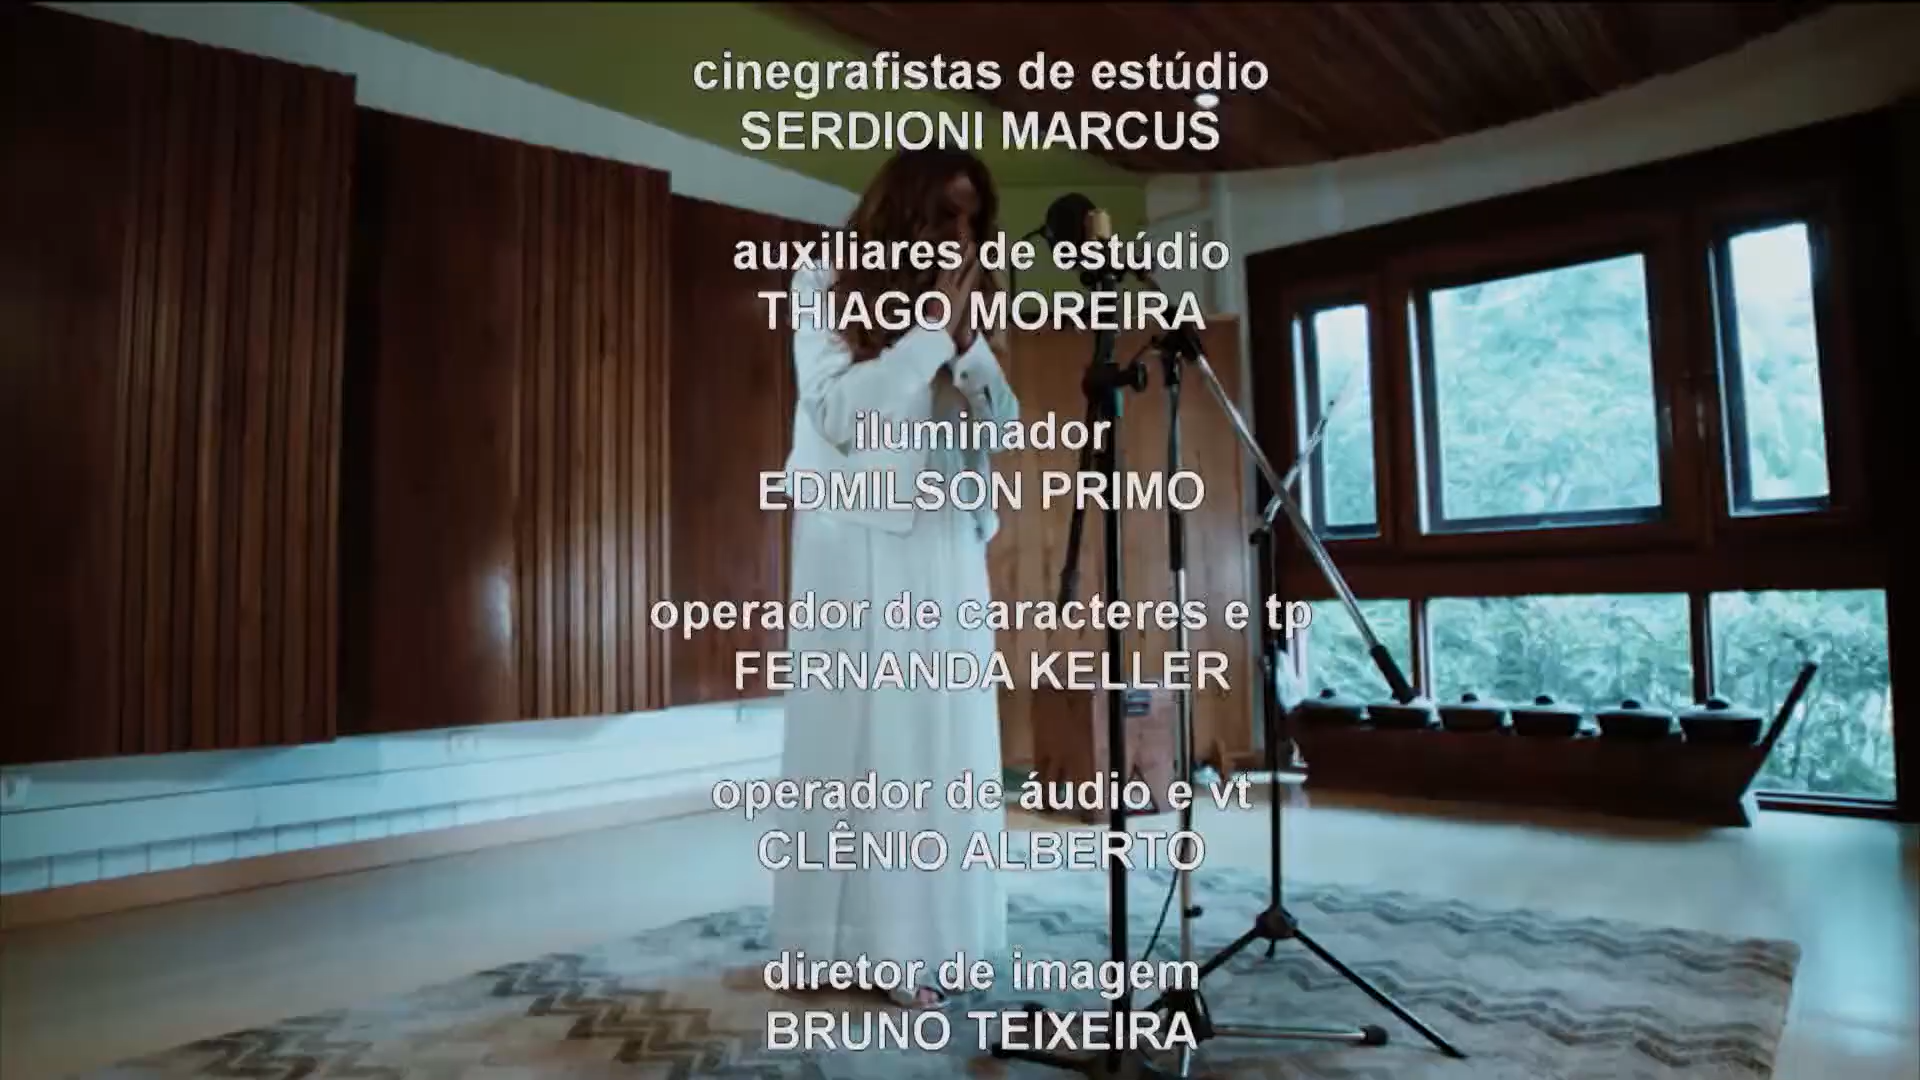 cinegrafistas de estúdio
SERDIONI MARCUS
auxiliares de estúdio
THIAGO MOREIRA
iluminador
EDMILSON PRIMO
operador de caracteres e tp
FERNANDA KELLER
operador de áudio e vt
CLÊNIO ALBERTO
diretor de imagem
BRUNO TEIXEIRA